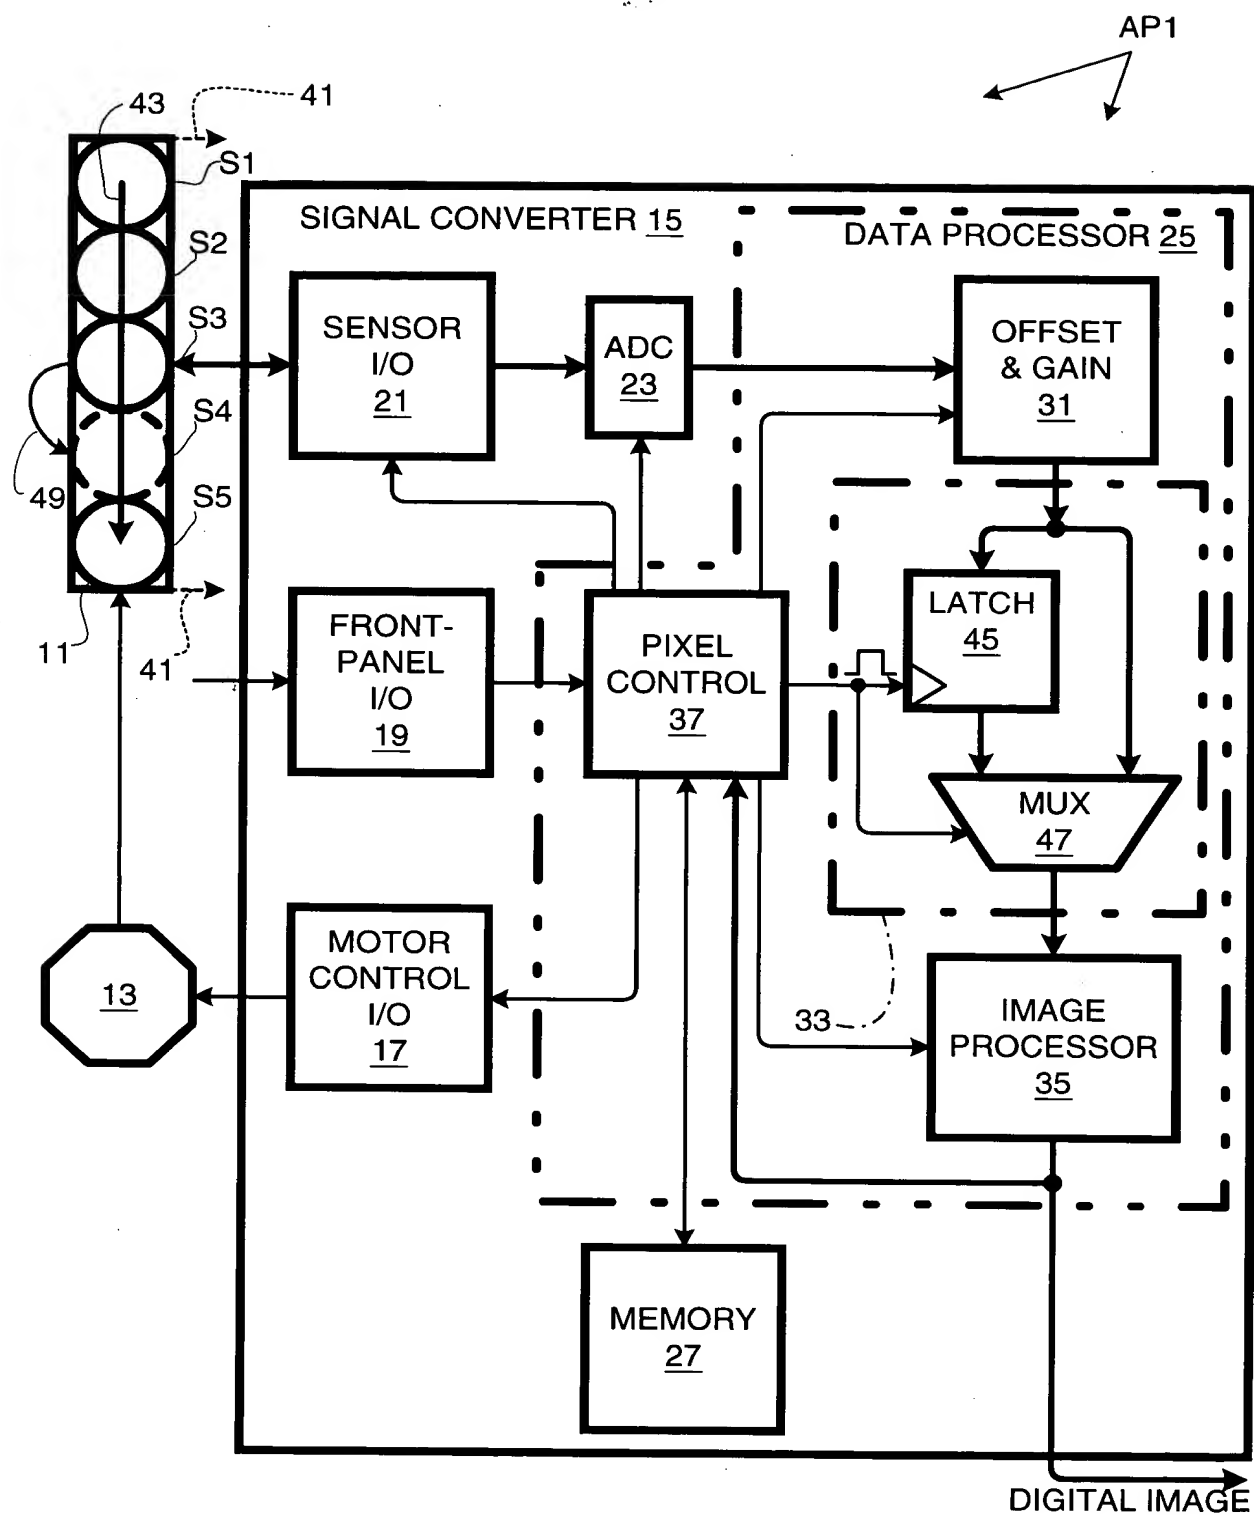 AP1
43
41
S1
SIGNAL CONVERTER 15
DATA PROCESSOR 25
S2
S3
SENSOR
I/O
21
ADC
23
OFFSET
& GAIN
31
S4
49
S5
11
41
FRONT-
PANEL
I/O
19
PIXEL
CONTROL
37
LATCH
45
MUX
47
13
MOTOR
CONTROL
I/O
17
33
IMAGE
PROCESSOR
35
MEMORY
27
DIGITAL IMAGE